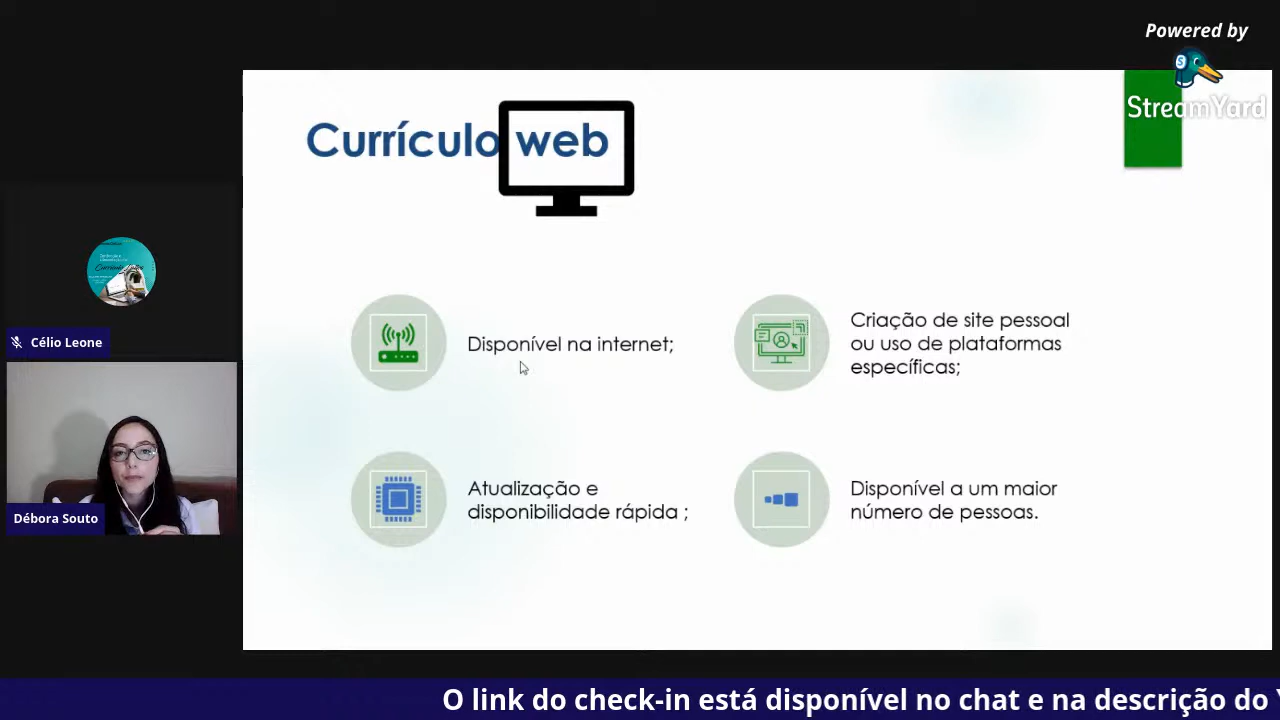 Powered by
StreamYard
Currículo web
Disponível na internet;
Criação de site pessoal
ou uso de plataformas
específicas;
Atualização e
disponibilidade rápida ;
Disponível a um maior
número de pessoas.
Célio Leone
Débora Souto
O link do check-in está disponível no chat e na descrição do